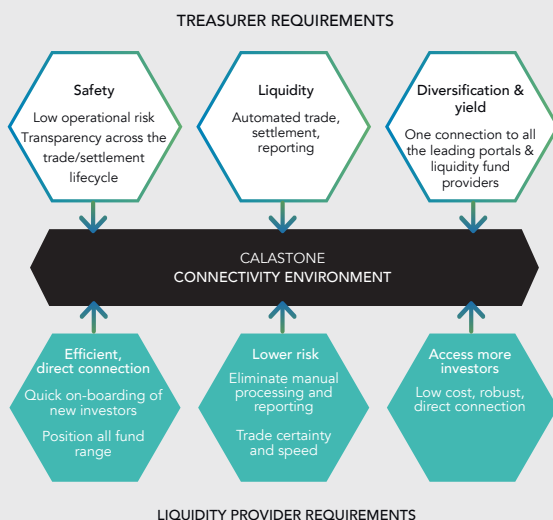 TREASURER REQUIREMENTS
Safety
Low operational risk
Transparency across the
trade/settlement
lifecycle
Liquidity
Automated trade,
settlement,
reporting
Diversification &
yield
One connection to all
the leading portals &
liquidity fund
providers
CALASTONE
CONNECTIVITY ENVIRONMENT
Efficient,
direct connection
Quick on-boarding of
new investors
Position all fund
range
Lower risk
Eliminate manual
processing and
reporting
Trade certainty
and speed
Access more
investors
Low cost, robust,
direct connection
LIQUIDITY PROVIDER REQUIREMENTS